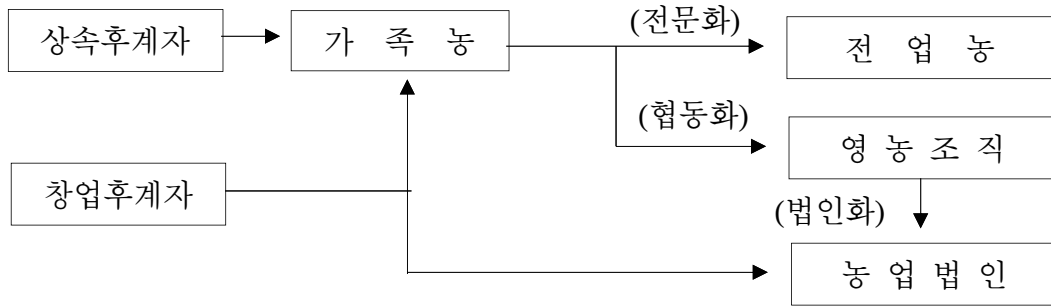 상속후계자
가 족 농
(전문화)
전 업 농
(협동화)
영 농 조 직
창업후계자
(법인화)
농 업 법 인